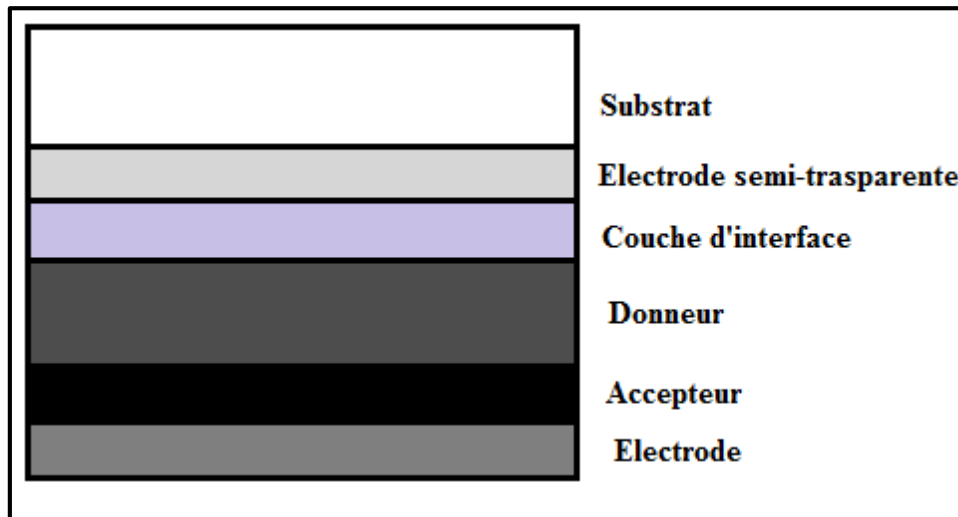 Substrat
Electrode semi-trasparente
Couche d'interface
Donneur
Accepteur
Electrode